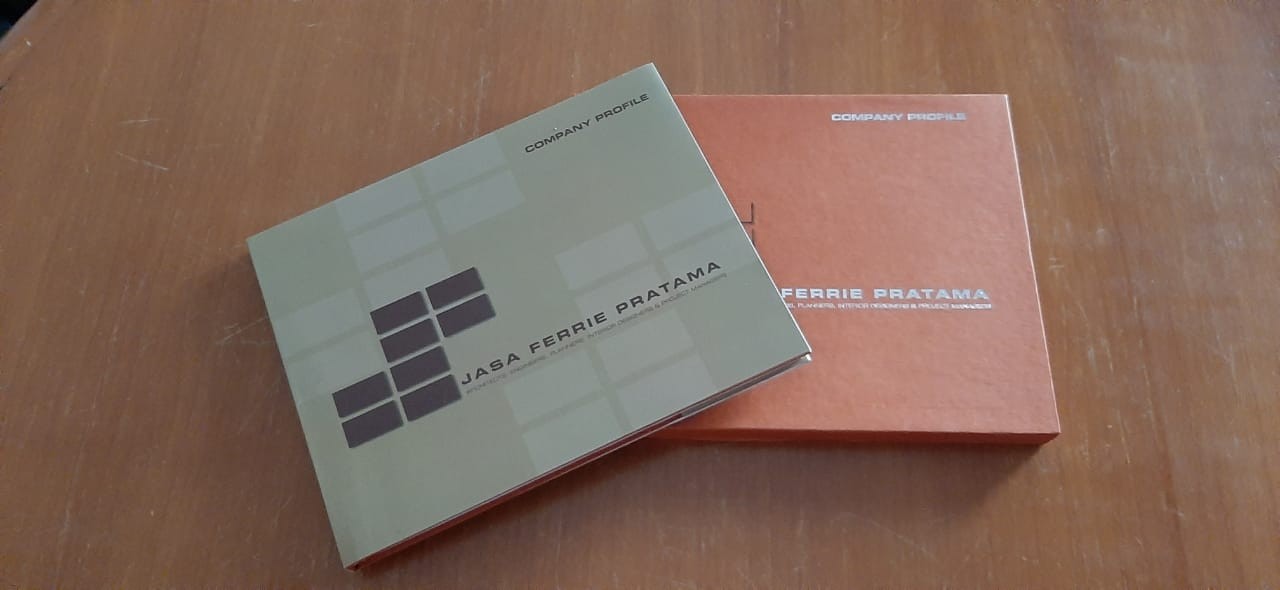 COMPANY PROFILE
JASA FERRIE PRATAMA
ARCHITECTS, ENGINEERS, PLANNERS, INTERIOR DESIGNERS & PROJECT MANAGERS
COMPANY PROFILE
FERRIE PRATAMA
PLANNERS, INTERIOR DESIGNERS & PROJECT MANAGERS